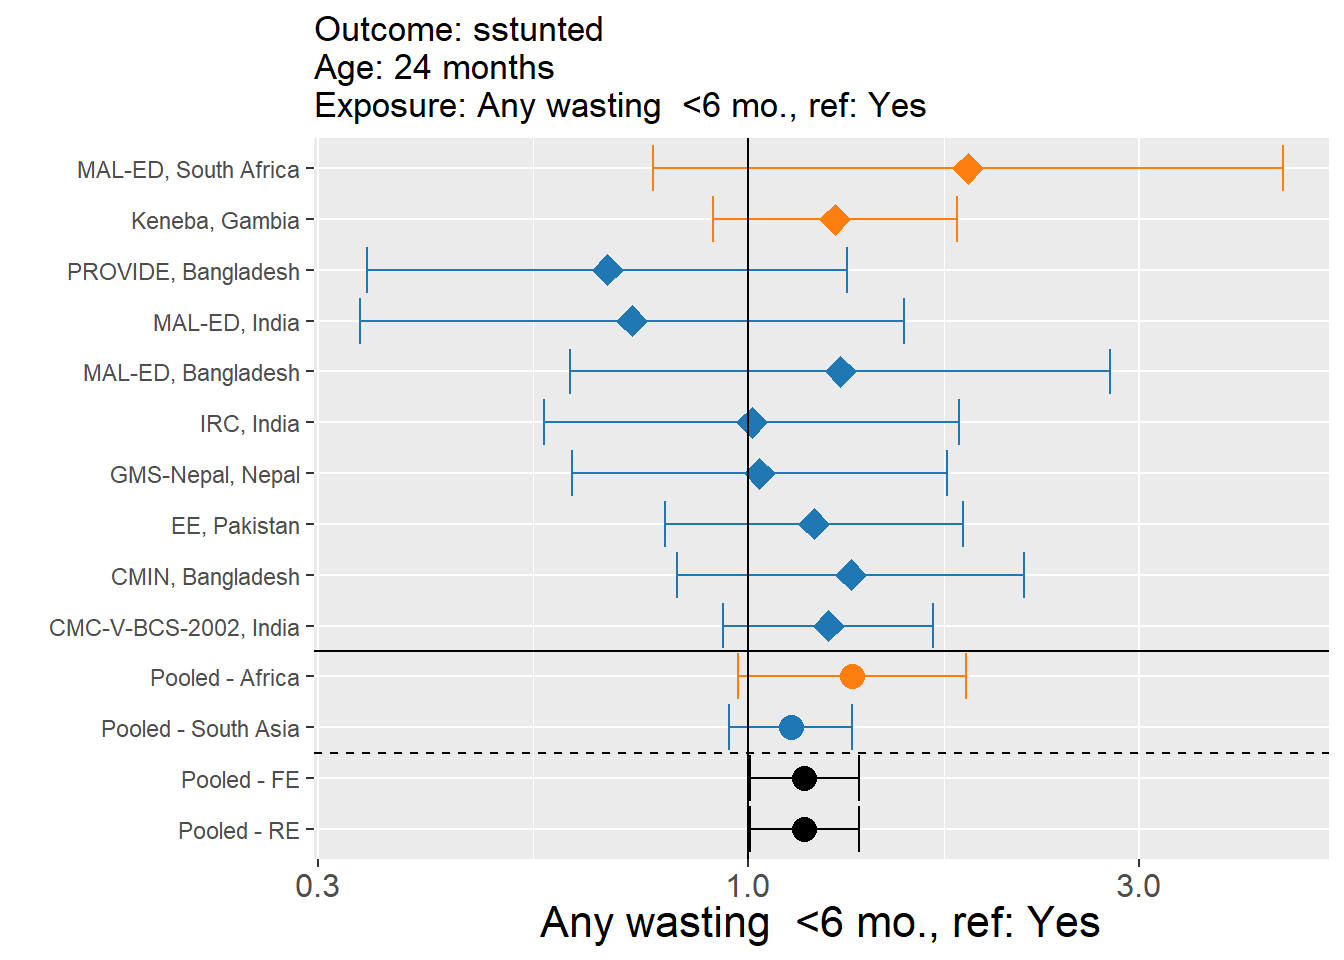 Outcome: sstunted
Age: 24 months
Exposure: Any wasting  <6 mo., ref: Yes
MAL-ED, South Africa
Keneba, Gambia
PROVIDE, Bangladesh
MAL-ED, India
MAL-ED, Bangladesh
IRC, India
GMS-Nepal, Nepal
EE, Pakistan
CMIN, Bangladesh
CMC-V-BCS-2002, India
Pooled - Africa
Pooled - South Asia
Pooled - FE
Pooled - RE
0.3 1.0 3.0
Any wasting  <6 mo., ref: Yes